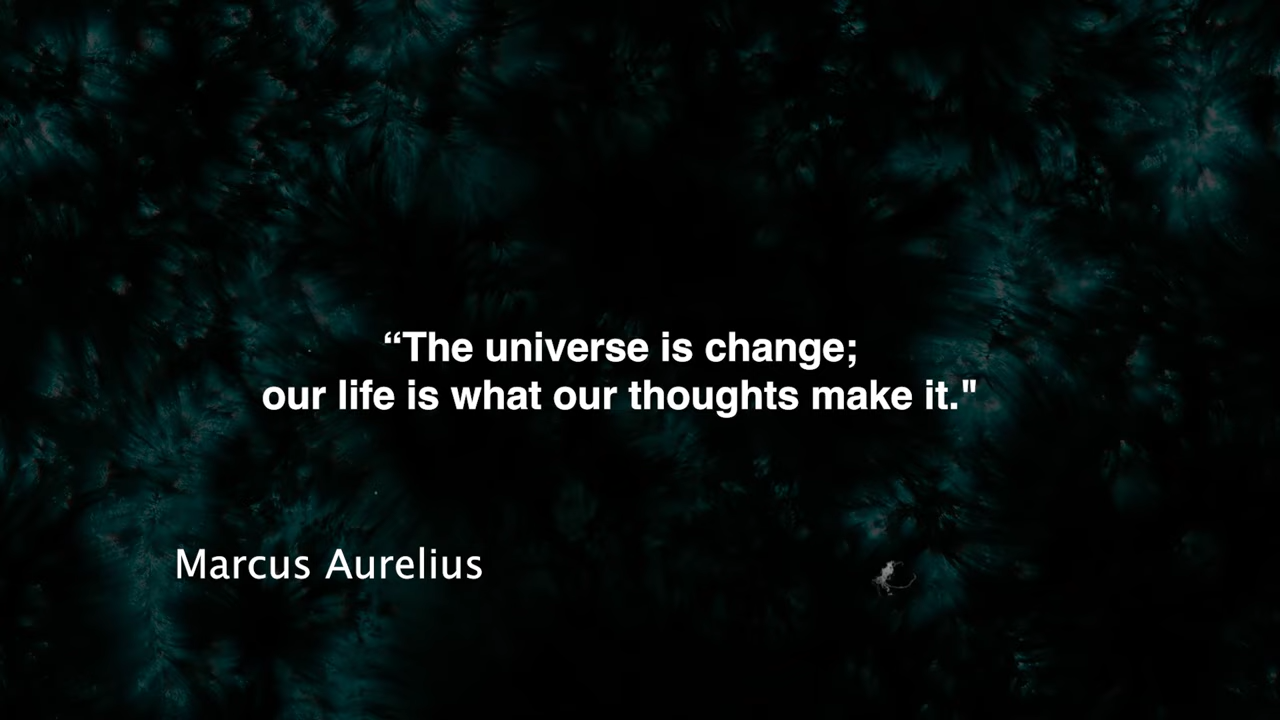 “The universe is change;
our life is what our thoughts make it."
Marcus Aurelius